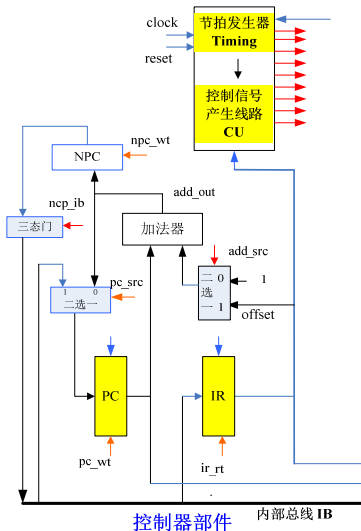 clock
节拍发生器
Timing
reset
控制信号
产生线路
CU
npc_wt
NPC
ncp_ib
add_out
三态门
加法器
add_src
1 0
二选一
pc_src
二 0
选
一 1
1
offset
PC
IR
pc_wt
ir_rt
内部总线 IB
控制器部件